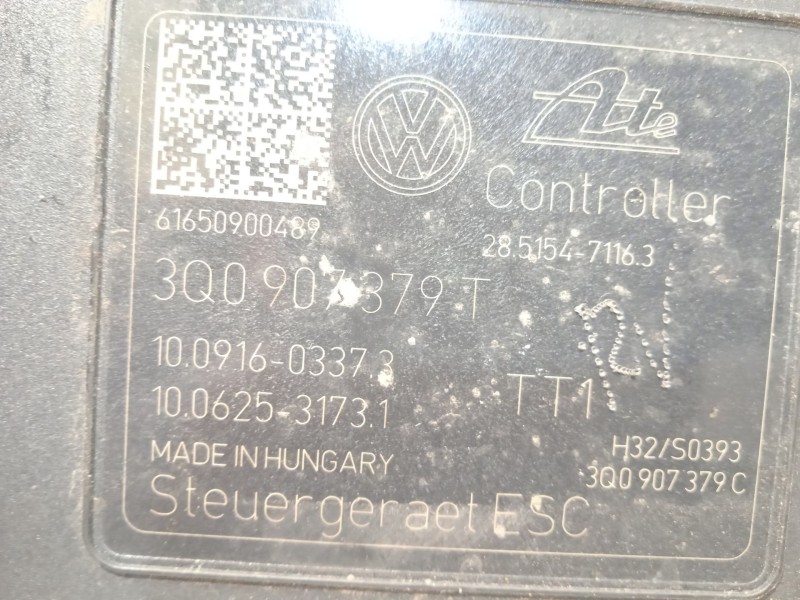 VW
Ate
Controller
61650900489
28.5154-7116.3
3Q0 907 379 T
10.0916-0337.3
10.0625-3173.1
TT1
H32/S0393
MADE IN HUNGARY
3Q0 907 379 C
Steuergeraet ESC